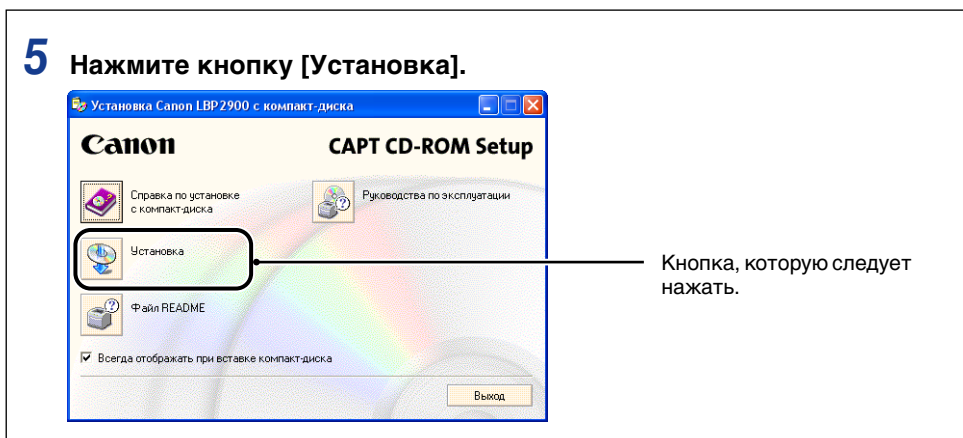 5 Нажмите кнопку [Установка].
Установка Canon LBP2900 с компакт-диска
Canon
CAPT CD-ROM Setup
Справка по установке
с компакт-диска
Руководства по эксплуатации
Установка
Кнопка, которую следует
нажать.
Файл README
Всегда отображать при вставке компакт-диска
Выход